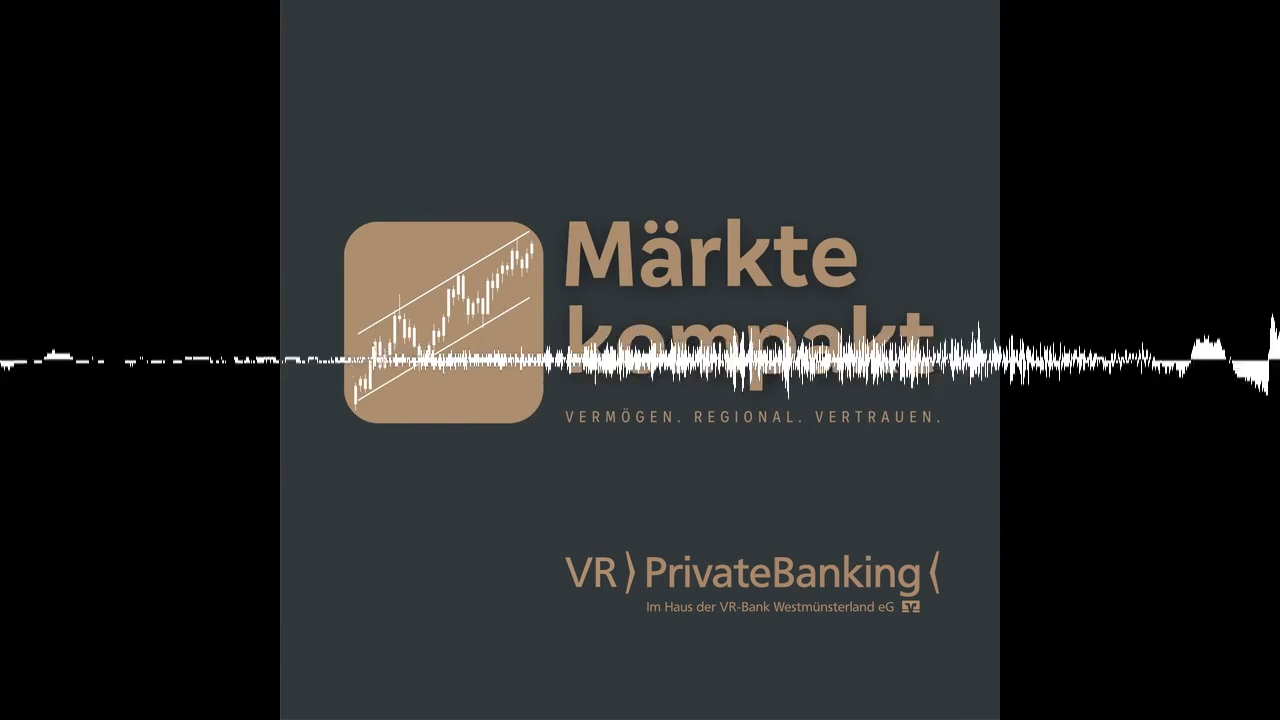 Märkte
kompakt
VERMÖGEN. REGIONAL. VERTRAUEN.
VR⟩PrivateBanking⟨
Im Haus der VR-Bank Westmünsterland eG